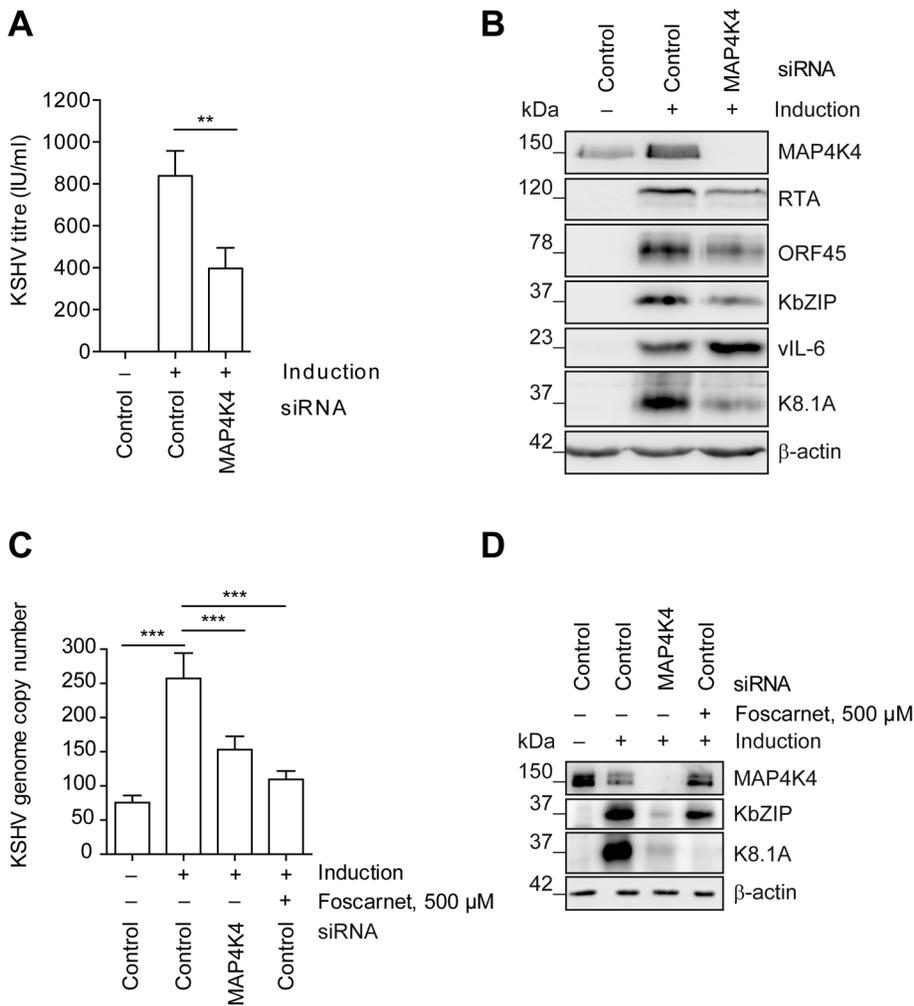 A
1200
1000
800
600
400
200
0
KSHV titre (IU/ml)
**
– + + Induction
Control Control MAP4K4 siRNA
B
Control Control MAP4K4 siRNA
kDa – + + Induction
150 MAP4K4
120 RTA
78 ORF45
37 KbZIP
23 vIL-6
37 K8.1A
42 β-actin
C
KSHV genome copy number
300
250
200
150
100
50
0
***
***
***
– + + + Induction
– – – + Foscarnet, 500 µM
Control Control MAP4K4 Control siRNA
D
Control Control MAP4K4 Control siRNA
– – – + Foscarnet, 500 µM
kDa – + + + Induction
150 MAP4K4
37 KbZIP
37 K8.1A
42 β-actin